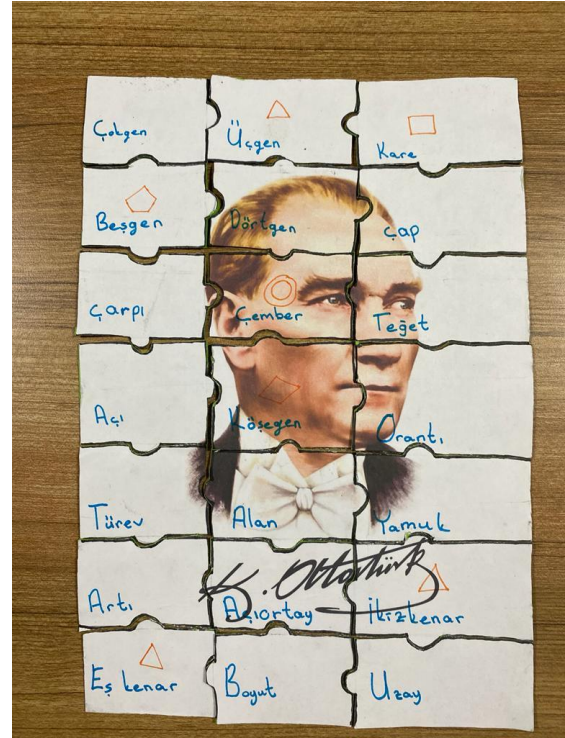 Çokgen
Üçgen
Kare
Beşgen
Dörtgen
Çap
Çarpı
Çember
Teğet
Açı
Köşegen
Orantı
Türev
Alan
Yamuk
K. Atatürk
Artı
Açıortay
İkizkenar
Eş kenar
Boyut
Uzay